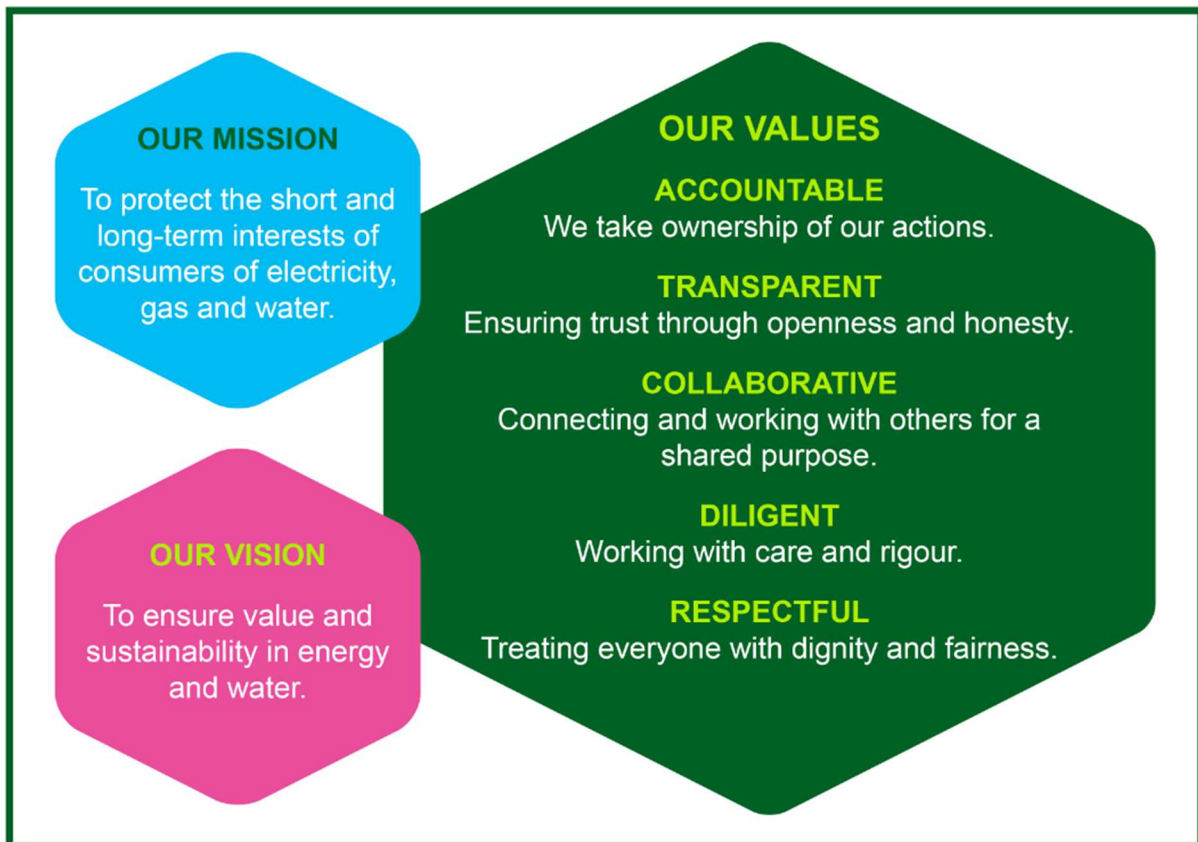 OUR MISSION
To protect the short and
long-term interests of
consumers of electricity,
gas and water.
OUR VISION
To ensure value and
sustainability in energy
and water.
OUR VALUES
ACCOUNTABLE
We take ownership of our actions.
TRANSPARENT
Ensuring trust through openness and honesty.
COLLABORATIVE
Connecting and working with others for a
shared purpose.
DILIGENT
Working with care and rigour.
RESPECTFUL
Treating everyone with dignity and fairness.